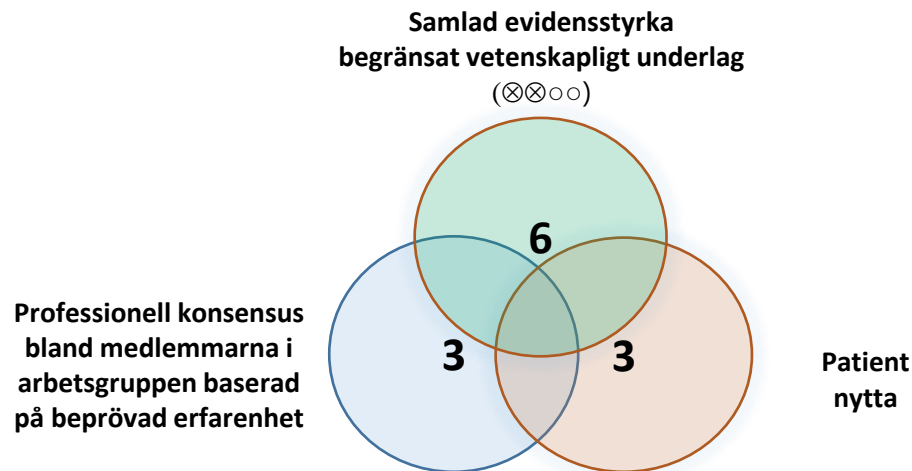 Samlad evidensstyrka
begränsat vetenskapligt underlag
(⊗⊗○○)
6
Professionell konsensus
bland medlemmarna i
arbetsgruppen baserad
på beprövad erfarenhet
3
3
Patient
nytta